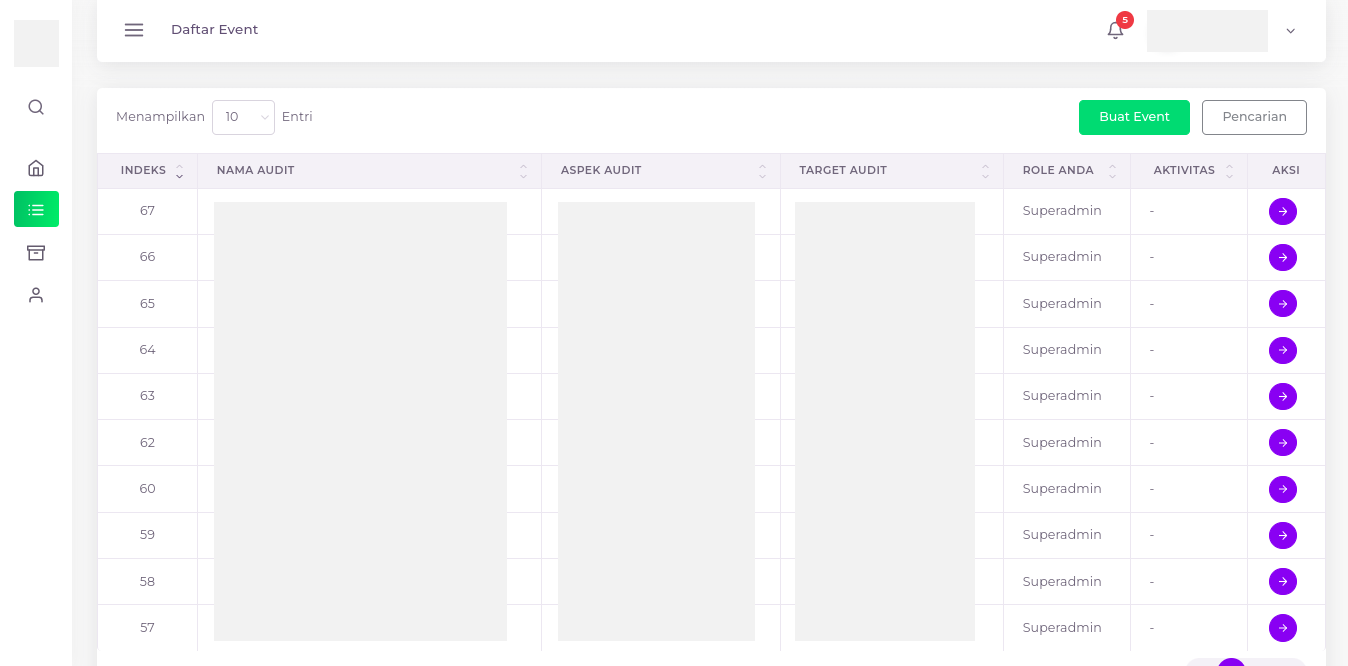 Daftar Event
5
Menampilkan 10 Entri
Buat Event
Pencarian
INDEKS NAMA AUDIT ASPEK AUDIT TARGET AUDIT ROLE ANDA AKTIVITAS AKSI
67 Superadmin -
66 Superadmin -
65 Superadmin -
64 Superadmin -
63 Superadmin -
62 Superadmin -
60 Superadmin -
59 Superadmin -
58 Superadmin -
57 Superadmin -